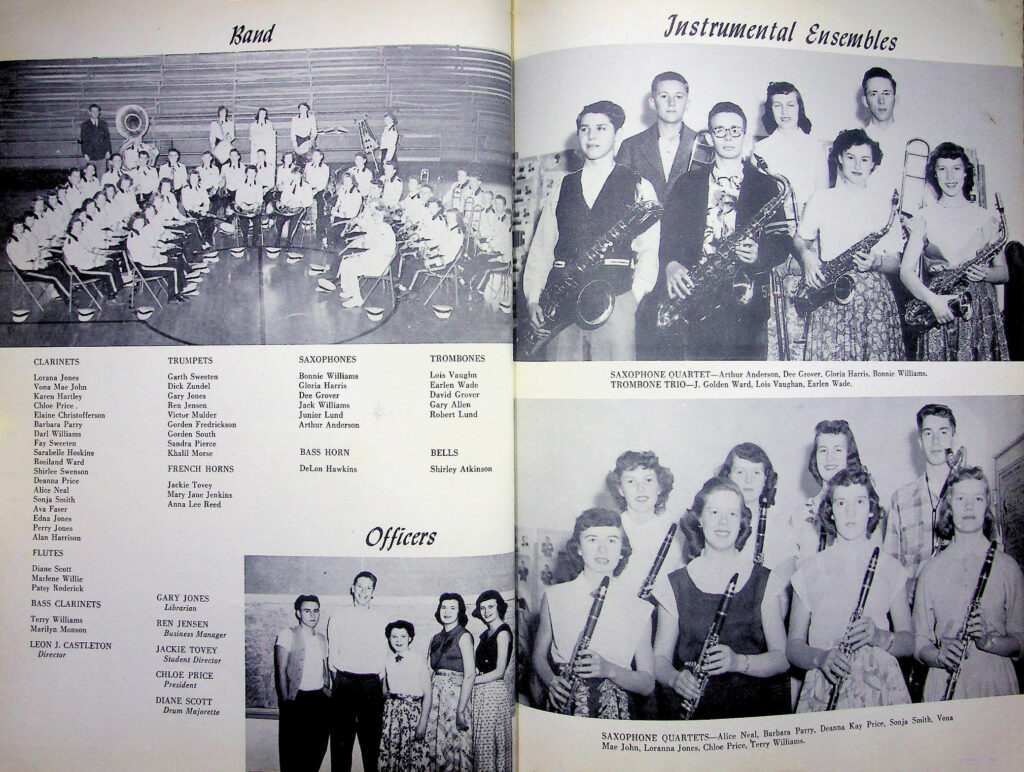 Band
CLARINETS
Lorana Jones
Vona Mae John
Karen Hartley
Chloe Price
Elaine Christofferson
Barbara Parry
Darl Williams
Fay Sweeten
Sarabelle Hoskins
Rosiland Ward
Shirlee Swenson
Deanna Price
Alice Neal
Sonja Smith
Ava Faser
Edna Jones
Perry Jones
Alan Harrison
FLUTES
Diane Scott
Marlene Willie
Patsy Roderick
BASS CLARINETS
Terry Williams
Marilyn Monson
LEON J. CASTLETON
Director
TRUMPETS
Garth Sweeten
Dick Zundel
Gary Jones
Ren Jensen
Victor Mulder
Gorden Fredrickson
Gorden South
Sandra Pierce
Khalil Morse
FRENCH HORNS
Jackie Tovey
Mary Jane Jenkins
Anna Lee Reed
SAXOPHONES
Bonnie Williams
Gloria Harris
Dee Grover
Jack Williams
Junior Lund
Arthur Anderson
BASS HORN
DeLon Hawkins
TROMBONES
Lois Vaughn
Earlen Wade
David Grover
Gary Allen
Robert Lund
BELLS
Shirley Atkinson
Officers
GARY JONES
Librarian
REN JENSEN
Business Manager
JACKIE TOVEY
Student Director
CHLOE PRICE
President
DIANE SCOTT
Drum Majorette
Instrumental Ensembles
SAXOPHONE QUARTET—Arthur Anderson, Dee Grover, Gloria Harris, Bonnie Williams.
TROMBONE TRIO—J. Golden Ward, Lois Vaughan, Earlen Wade.
SAXOPHONE QUARTETS—Alice Neal, Barbara Parry, Deanna Kay Price, Sonja Smith, Vona
Mae John, Loranna Jones, Chloe Price, Terry Williams.